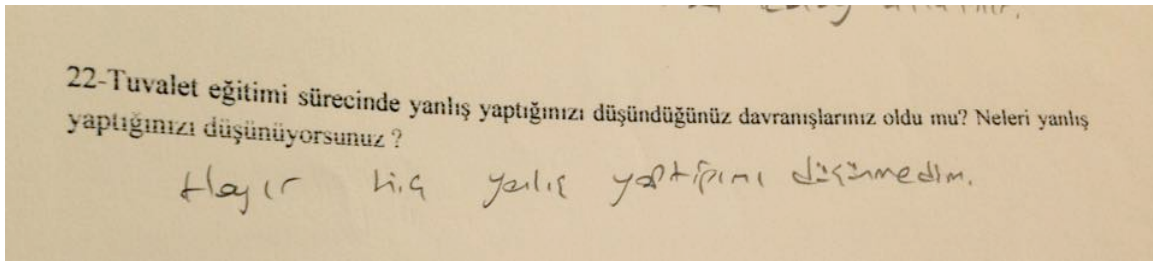 22-Tuvalet eğitimi sürecinde yanlış yaptığınızı düşündüğünüz davranışlarınız oldu mu? Neleri yanlış
yaptığınızı düşünüyorsunuz ?
Hayır hiç yanlış yaptığımı düşünmedim.